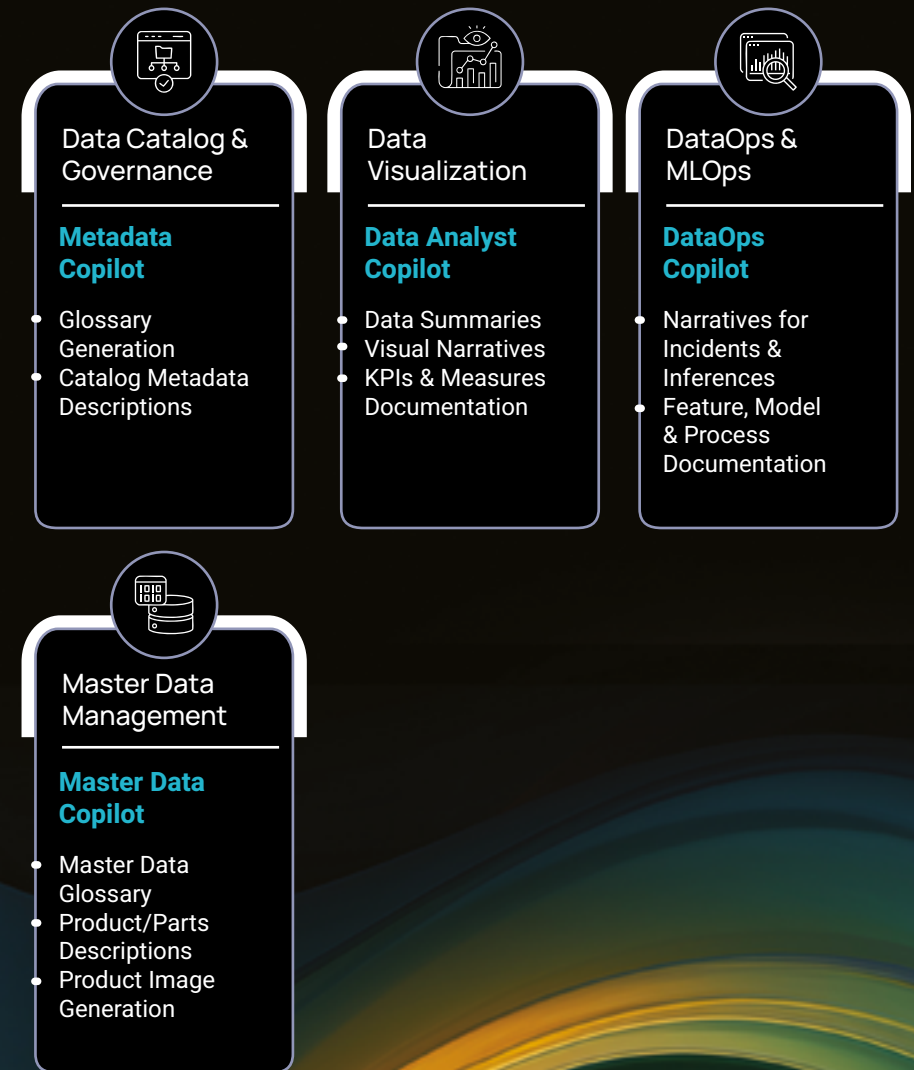 Data Catalog &
Governance
Metadata
Copilot
Glossary
Generation
Catalog Metadata
Descriptions
Data
Visualization
Data Analyst
Copilot
Data Summaries
Visual Narratives
KPIs & Measures
Documentation
DataOps &
MLOps
DataOps
Copilot
Narratives for
Incidents &
Inferences
Feature, Model
& Process
Documentation
Master Data
Management
Master Data
Copilot
Master Data
Glossary
Product/Parts
Descriptions
Product Image
Generation